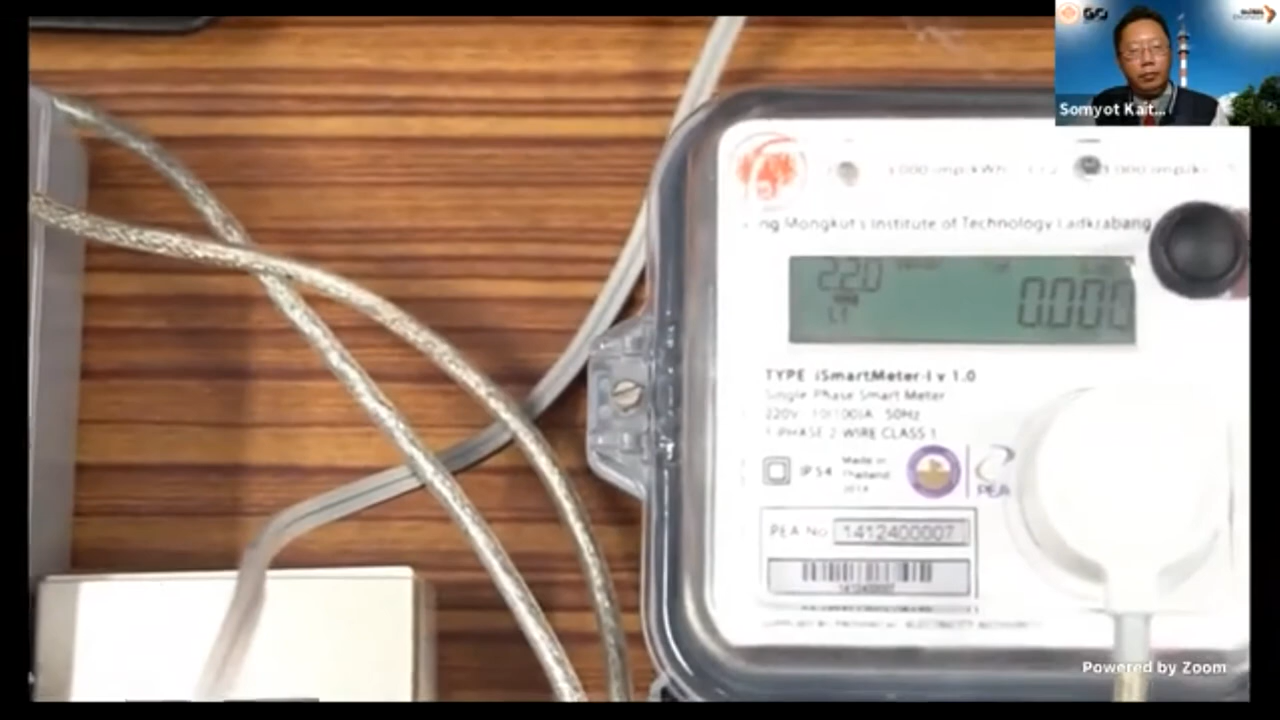 Somyot Kait...
ng Mongkut's Institute of Technology Ladkrabang
220
0.000
TYPE iSmartMeter-I v 1.0
Single Phase Smart Meter
220V 10(100)A 50Hz
1-PHASE 2-WIRE CLASS 1
IP 54
Made in
Thailand
PEA
PEA No 1412400007
Powered by Zoom